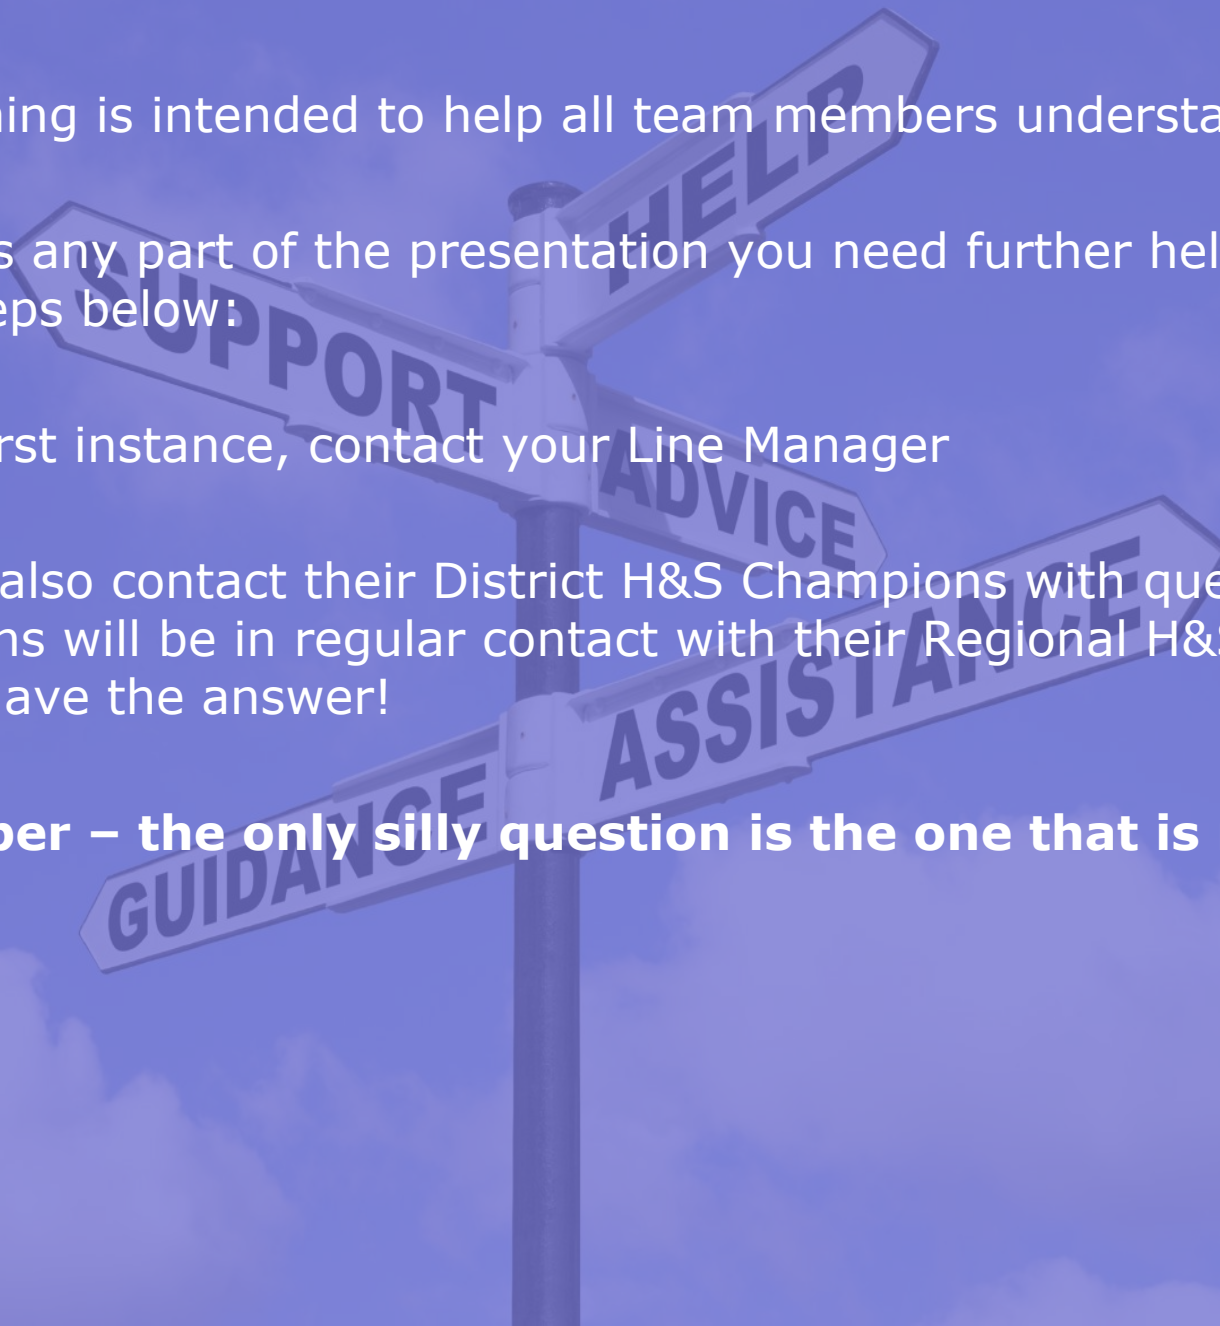 ning is intended to help all team members understa
s any part of the presentation you need further hel
eps below:
rst instance, contact your Line Manager
also contact their District H&S Champions with que
ns will be in regular contact with their Regional H&S
ave the answer!
ber – the only silly question is the one that is
HELP
SUPPORT
ADVICE
ASSISTANCE
GUIDANCE